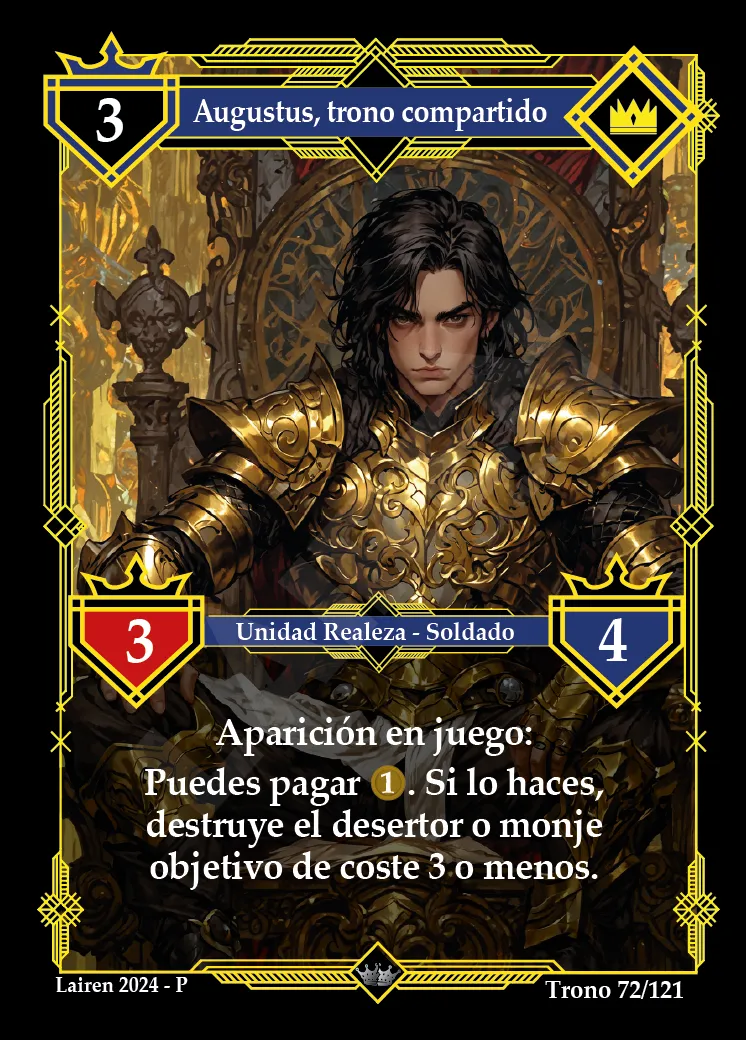 3
Augustus, trono compartido
3
Unidad Realeza - Soldado
4
Aparición en juego:
Puedes pagar 1. Si lo haces,
destruye el desertor o monje
objetivo de coste 3 o menos.
Lairen 2024 - P
Trono 72/121